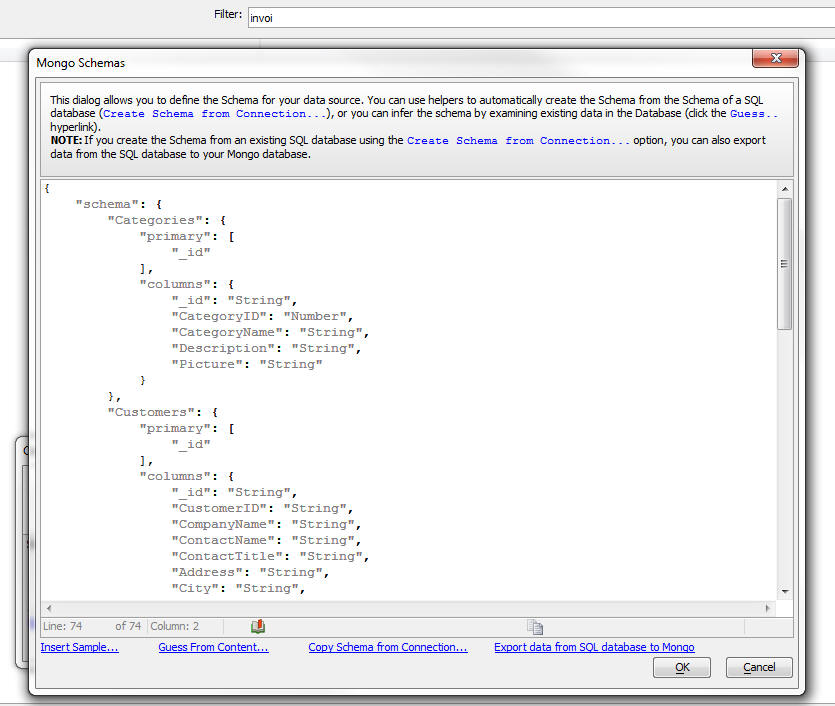 Filter: invoi
Mongo Schemas
This dialog allows you to define the Schema for your data source. You can use helpers to automatically create the Schema from the Schema of a SQL
database (Create Schema from Connection...), or you can infer the schema by examining existing data in the Database (click the Guess..
hyperlink).
NOTE: If you create the Schema from an existing SQL database using the Create Schema from Connection... option, you can also export
data from the SQL database to your Mongo database.
{
    "schema": {
        "Categories": {
            "primary": [
                "_id"
            ],
            "columns": {
                "_id": "String",
                "CategoryID": "Number",
                "CategoryName": "String",
                "Description": "String",
                "Picture": "String"
            }
        },
        "Customers": {
            "primary": [
                "_id"
            ],
            "columns": {
                "_id": "String",
                "CustomerID": "String",
                "CompanyName": "String",
                "ContactName": "String",
                "ContactTitle": "String",
                "Address": "String",
                "City": "String",
Line: 74 of 74 Column: 2
Insert Sample... Guess From Content... Copy Schema from Connection... Export data from SQL database to Mongo
OK Cancel